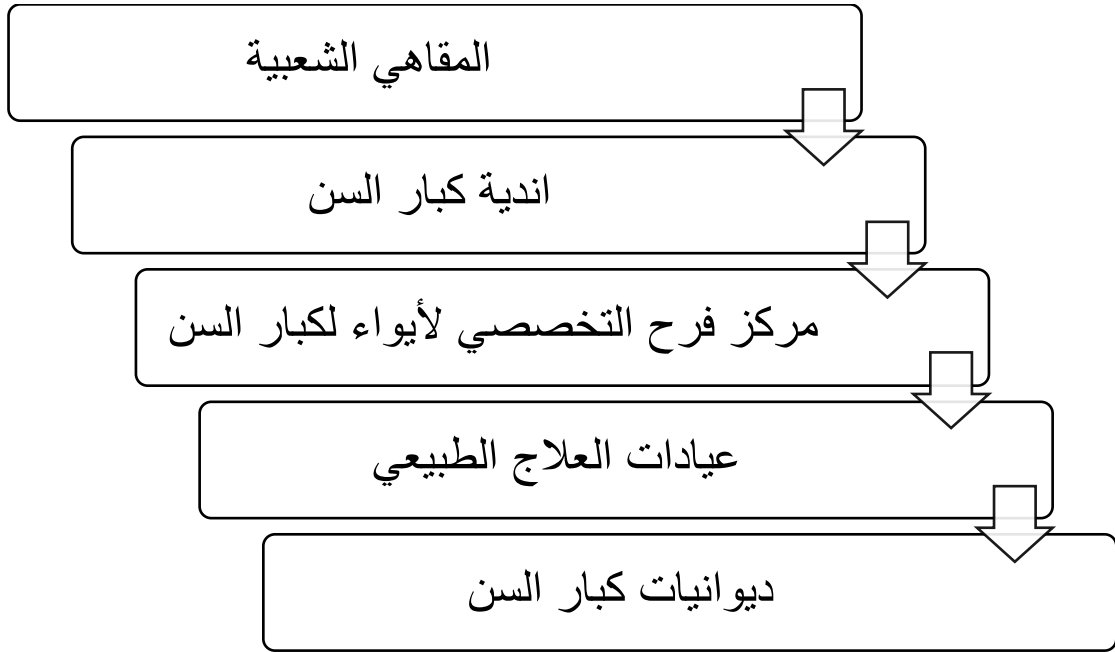 المقاهي الشعبية
اندية كبار السن
مركز فرح التخصصي لأيواء لكبار السن
عيادات العلاج الطبيعي
ديوانيات كبار السن